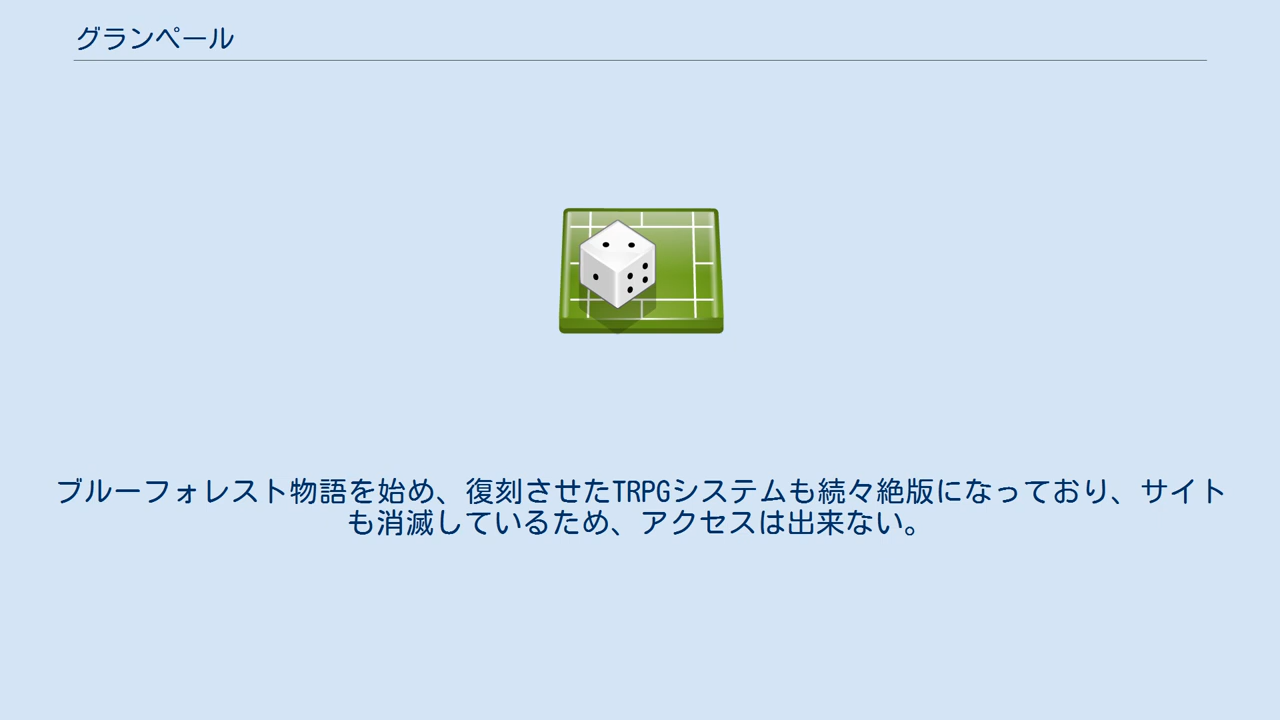 グランペール
ブルーフォレスト物語を始め、復刻させたTRPGシステムも続々絶版になっており、サイト
も消滅しているため、アクセスは出来ない。